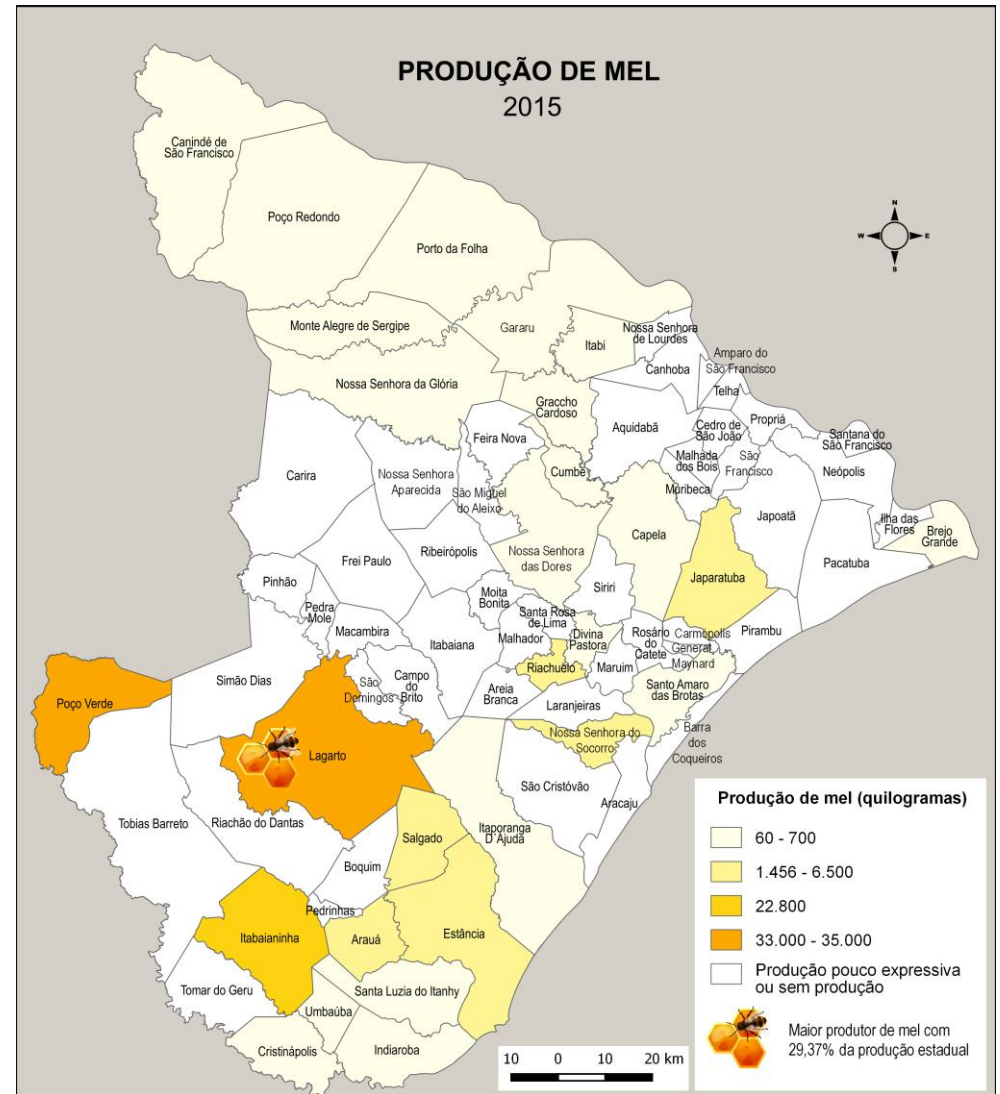 PRODUÇÃO DE MEL
2015
N
W
E
S
Canindé de
São Francisco
Poço Redondo
Porto da Folha
Monte Alegre de Sergipe
Gararu
Itabi
Nossa Senhora
de Lourdes
Amparo do
São Francisco
Canhoba
Telha
Nossa Senhora da Glória
Graccho
Cardoso
Aquidabã
Cedro de
São João
Propriá
Santana do
São Francisco
Feira Nova
Cumbe
Malhada
dos Bois
São
Francisco
Neópolis
Carira
Nossa Senhora
Aparecida
São Miguel
do Aleixo
Muribeca
Japoatã
Ilha das
Flores
Brejo
Grande
Frei Paulo
Ribeirópolis
Nossa Senhora
das Dores
Capela
Japaratuba
Pacatuba
Pinhão
Pedra
Mole
Moita
Bonita
Siriri
Macambira
Itabaiana
Santa Rosa
de Lima
Malhador
Divina
Pastora
Rosário
do
Catete
Carmópolis
General
Maynard
Pirambu
Riachuelo
Maruim
Simão Dias
São
Domingos
Campo
do
Brito
Areia
Branca
Santo Amaro
das Brotas
Laranjeiras
Poço Verde
Lagarto
Nossa Senhora do
Socorro
Barra
dos
Coqueiros
São Cristóvão
Aracaju
Tobias Barreto
Riachão do Dantas
Salgado
Itaporanga
D'Ajuda
Boquim
Pedrinhas
Itabaianinha
Arauá
Estância
Tomar do Geru
Santa Luzia do Itanhy
Umbaúba
Cristinápolis
Indiaroba
10 0 10 20 km
Produção de mel (quilogramas)
60 - 700
1.456 - 6.500
22.800
33.000 - 35.000
Produção pouco expressiva
ou sem produção
Maior produtor de mel com
29,37% da produção estadual